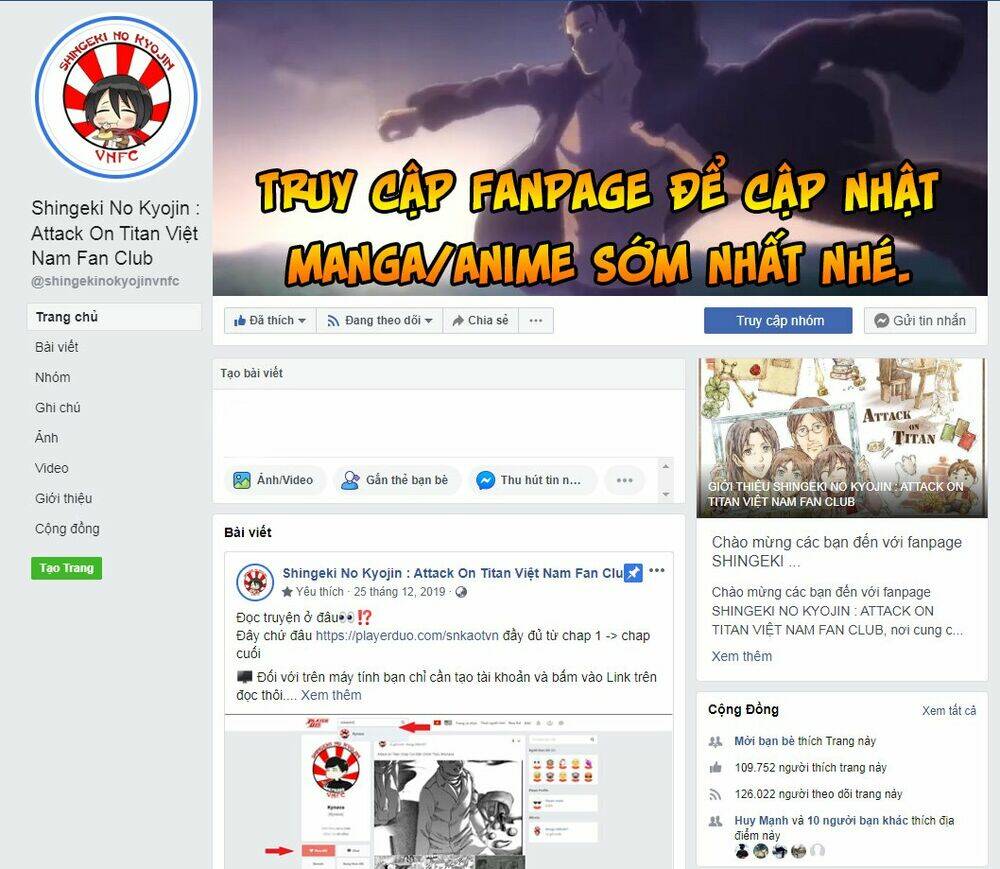 SHINGEKI NO KYOJIN
VNFC
Shingeki No Kyojin :
Attack On Titan Việt
Nam Fan Club
@shingekinokyojinvnfc
Trang chủ
Bài viết
Nhóm
Ghi chú
Ảnh
Video
Giới thiệu
Cộng đồng
Tạo Trang
TRUY CẬP FANPAGE ĐỂ CẬP NHẬT
MANGA/ANIME SỚM NHẤT NHÉ.
Đã thích
Đang theo dõi
Chia sẻ
Truy cập nhóm
Gửi tin nhắn
Tạo bài viết
Ảnh/Video
Gắn thẻ bạn bè
Thu hút tin n...
Bài viết
Shingeki No Kyojin : Attack On Titan Việt Nam Fan Clu
Yêu thích · 25 tháng 12, 2019 ·
Đọc truyện ở đâu👀⁉️
Đây chứ đâu https://playerduo.com/snkaotvn đầy đủ từ chap 1 -> chap
cuối
🖥 Đối với trên máy tính bạn chỉ cần tạo tài khoản và bấm vào Link trên
đọc thôi.... Xem thêm
PLAYER DUO
Kynava
VNFC
ATTACK
ON
TITAN
GIỚI THIỆU SHINGEKI NO KYOJIN : ATTACK ON
TITAN VIỆT NAM FAN CLUB
Chào mừng các bạn đến với fanpage
SHINGEKI ...
Chào mừng các bạn đến với fanpage
SHINGEKI NO KYOJIN : ATTACK ON
TITAN VIỆT NAM FAN CLUB, nơi cung c...
Xem thêm
Cộng Đồng
Xem tất cả
Mời bạn bè thích Trang này
109.752 người thích trang này
126.022 người theo dõi trang này
Huy Mạnh và 10 người bạn khác thích địa
điểm này